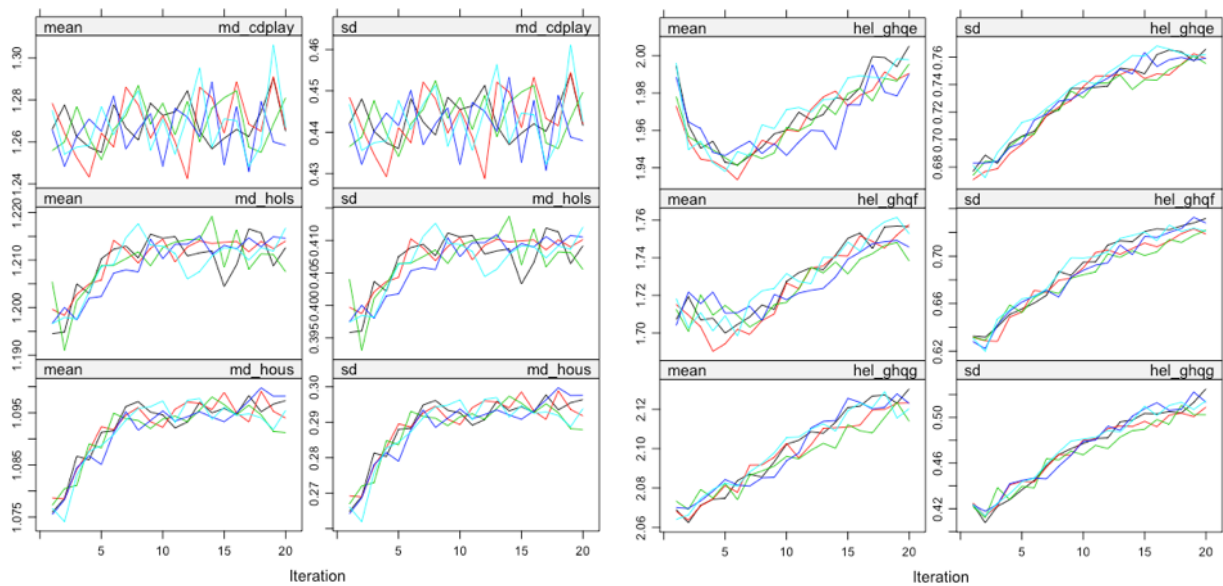 mean md_cdplay sd md_cdplay mean hel_ghqe sd hel_ghqe
1.24 1.26 1.28 1.30
0.43 0.44 0.45 0.46
1.94 1.96 1.98 2.00
0.68 0.70 0.72 0.74 0.76
mean md_hols sd md_hols mean hel_ghqf sd hel_ghqf
1.190 1.200 1.210 1.220
0.395 0.400 0.405 0.410
1.70 1.72 1.74 1.76
0.62 0.66 0.70
mean md_hous sd md_hous mean hel_ghqg sd hel_ghqg
1.075 1.085 1.095
0.27 0.28 0.29 0.30
2.06 2.08 2.10 2.12
0.42 0.46 0.50
5 10 15 20 5 10 15 20 5 10 15 20 5 10 15 20
Iteration Iteration